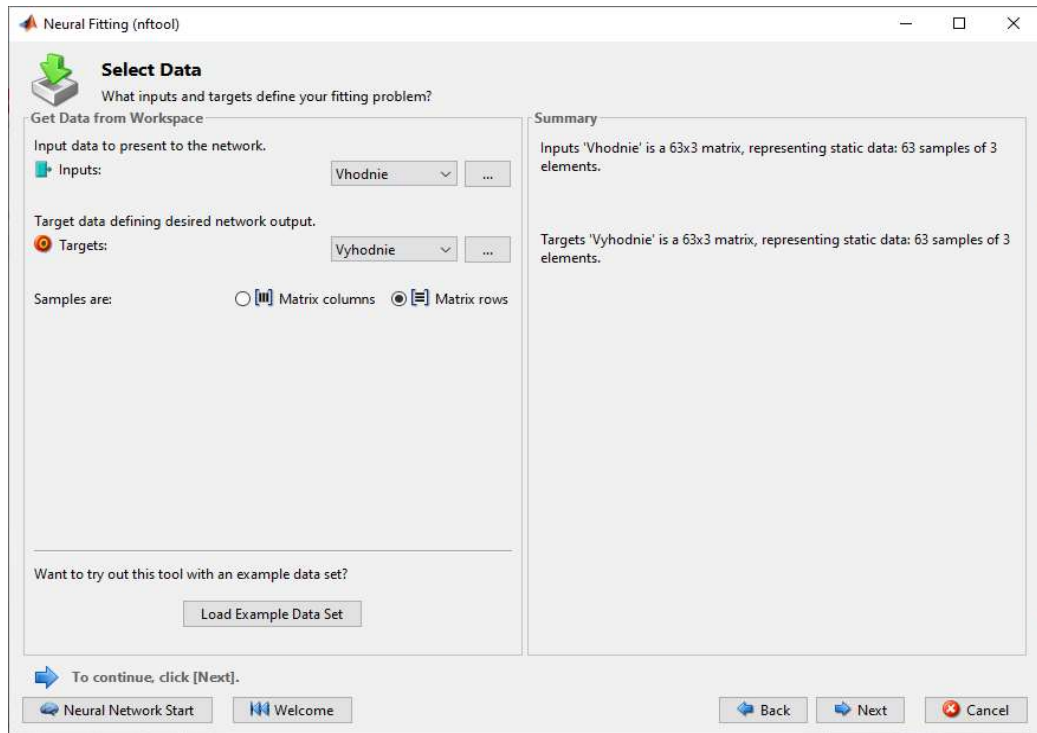 Neural Fitting (nftool)
Select Data
What inputs and targets define your fitting problem?
Get Data from Workspace
Input data to present to the network.
Inputs:
Vhodnie
...
Target data defining desired network output.
Targets:
Vyhodnie
...
Samples are:
Matrix columns
Matrix rows
Want to try out this tool with an example data set?
Load Example Data Set
Summary
Inputs 'Vhodnie' is a 63x3 matrix, representing static data: 63 samples of 3
elements.
Targets 'Vyhodnie' is a 63x3 matrix, representing static data: 63 samples of 3
elements.
To continue, click [Next].
Neural Network Start
Welcome
Back
Next
Cancel